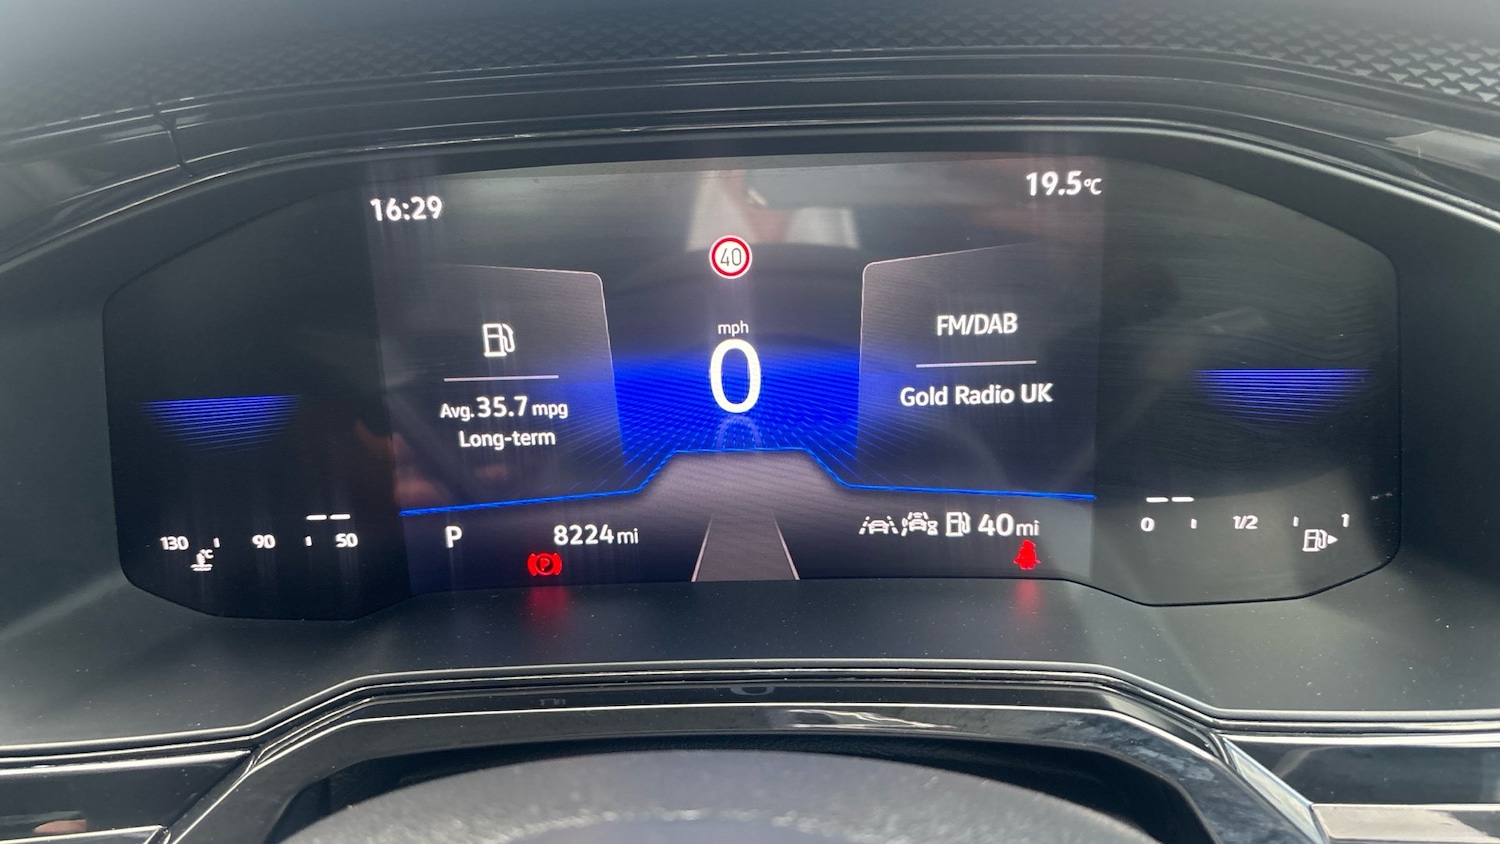 16:29
19.5°C
40
mph
0
Avg. 35.7 mpg
Long-term
FM/DAB
Gold Radio UK
P
8224 mi
40 mi
130 90 50
°C
0 1/2 1
P